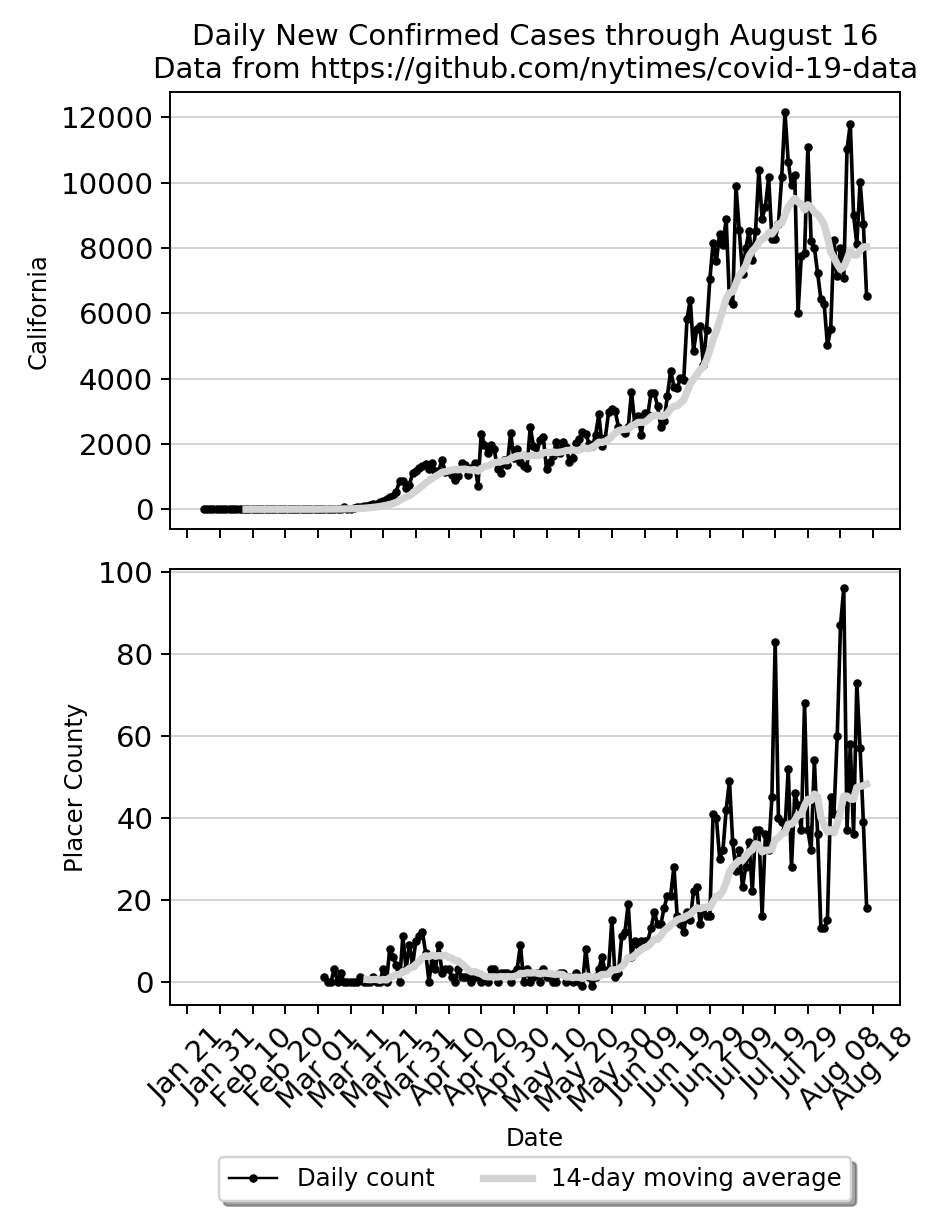 Daily New Confirmed Cases through August 16
Data from https://github.com/nytimes/covid-19-data
12000
10000
8000
6000
4000
2000
0
California
100
80
60
40
20
0
Placer County
Jan 21
Jan 31
Feb 10
Feb 20
Mar 01
Mar 11
Mar 21
Mar 31
Apr 10
Apr 20
Apr 30
May 10
May 20
May 30
Jun 09
Jun 19
Jun 29
Jul 09
Jul 19
Jul 29
Aug 08
Aug 18
Date
Daily count
14-day moving average